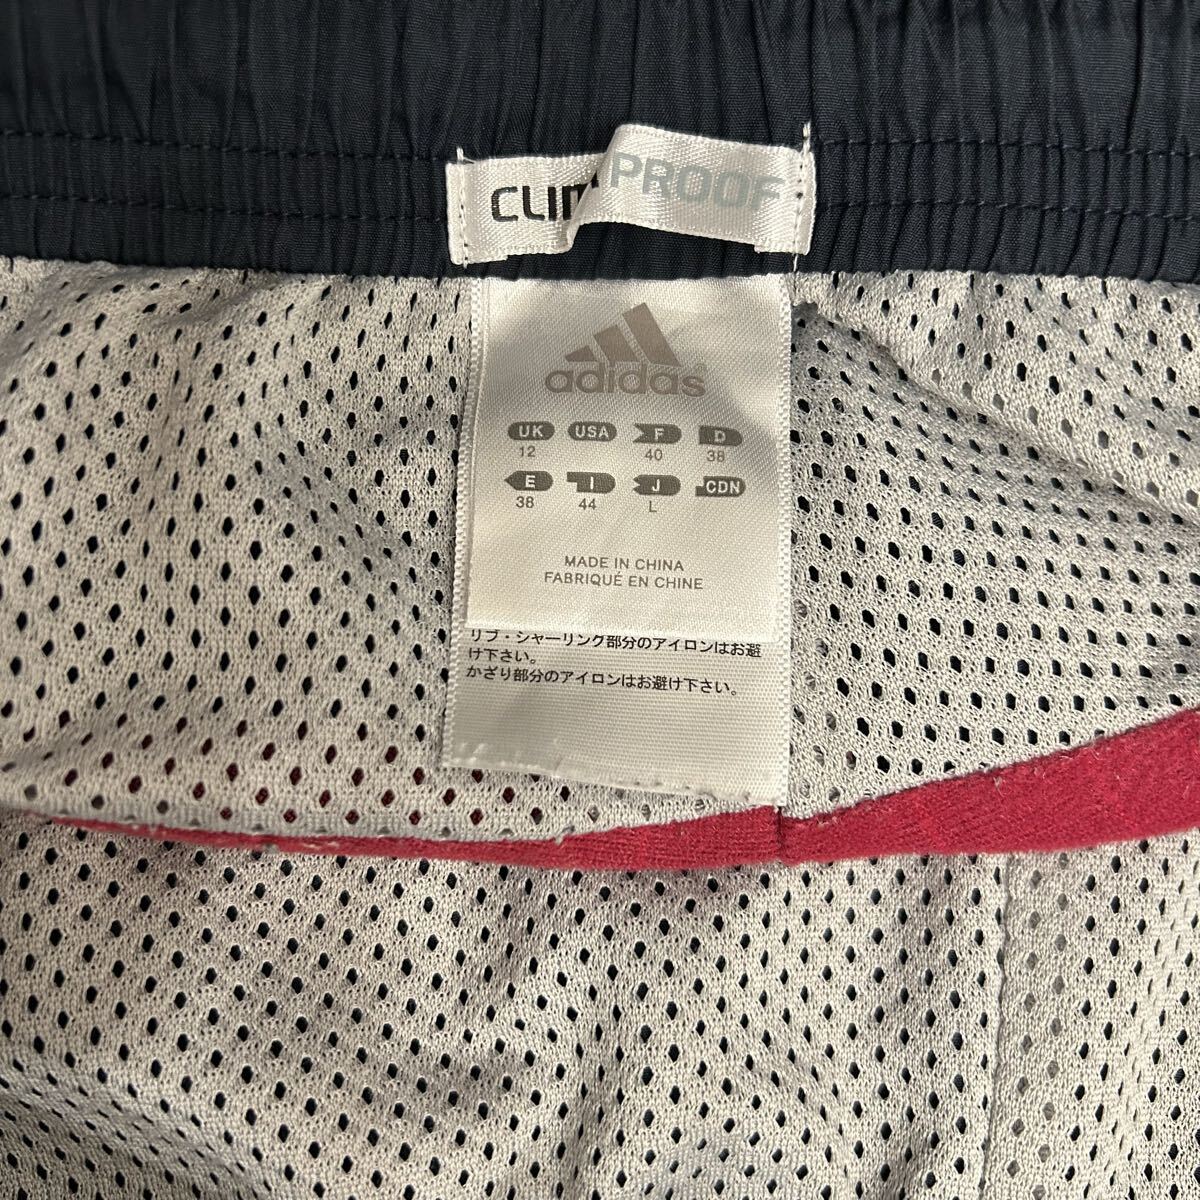 CLIM PROOF
adidas
UK USA F D
12 40 38
E I J CDN
38 44 L
MADE IN CHINA
FABRIQUÉ EN CHINE
リブ・シャーリング部分のアイロンはお避
け下さい。
かざり部分のアイロンはお避け下さい。